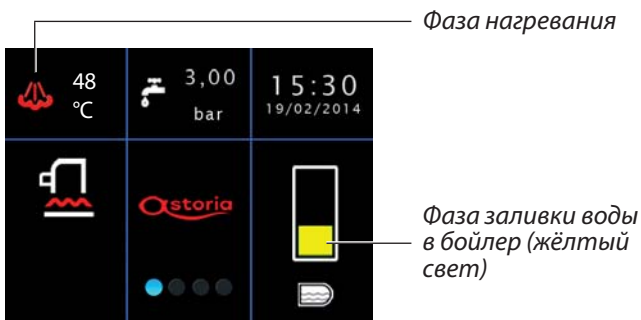 Фаза нагревания
48
°C
3,00
bar
15:30
19/02/2014
astoria
Фаза заливки воды
в бойлер (жёлтый
свет)